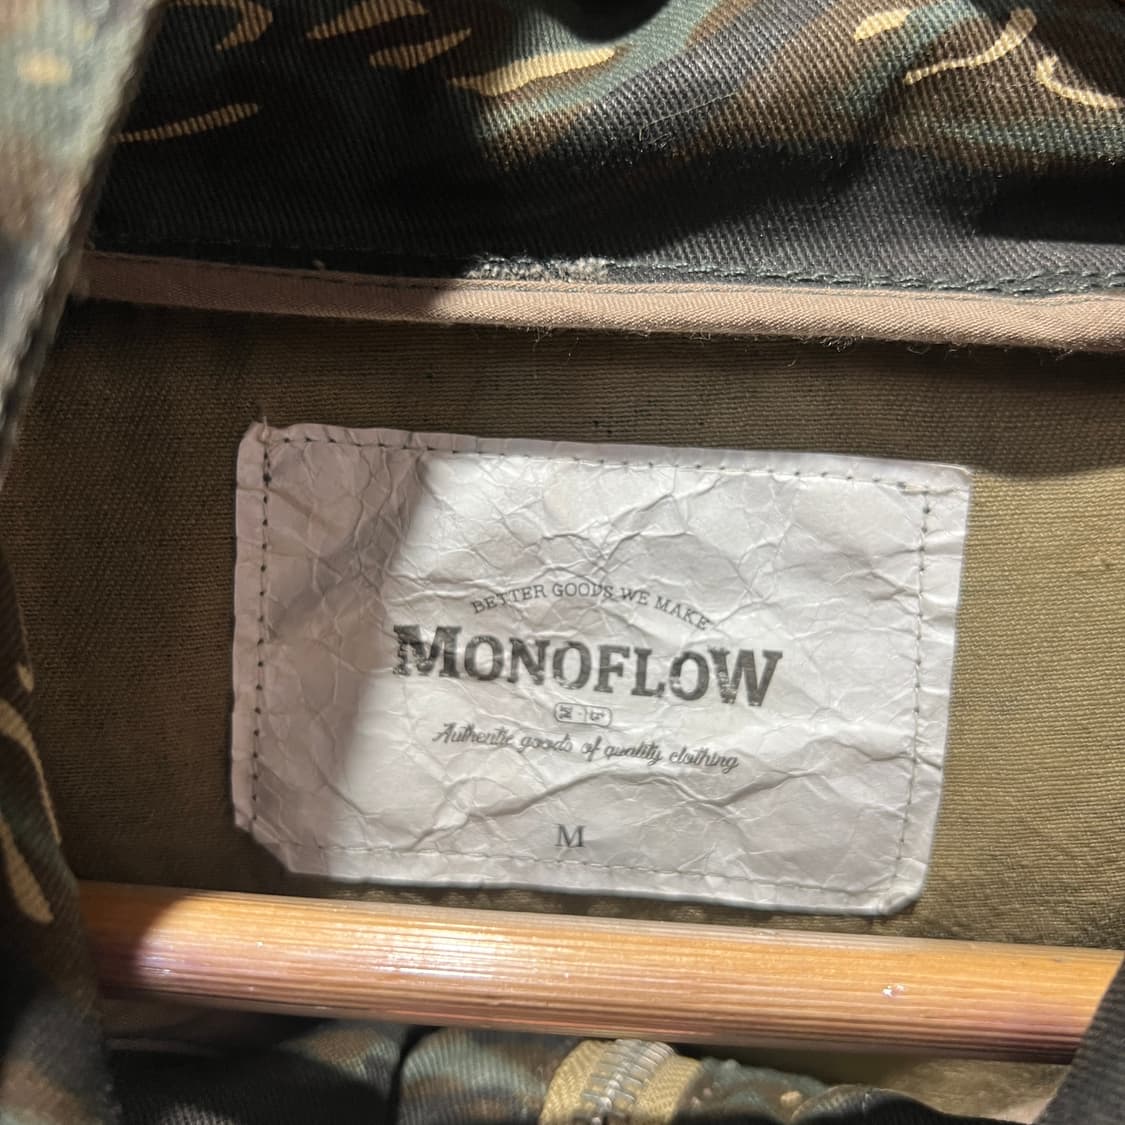 BETTER GOODS WE MAKE
MONOFLOW
Authentic goods of quality clothing
M